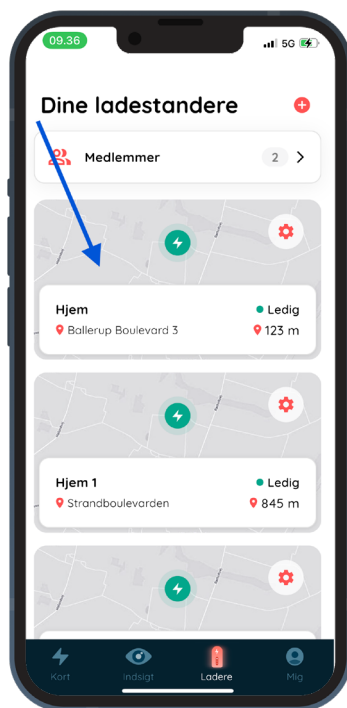 09.36
5G
Dine ladestandere
Medlemmer 2
Hjem Ledig
Ballerup Boulevard 3 123 m
Hjem 1 Ledig
Strandboulevarden 845 m
Kort Indsigt Ladere Mig